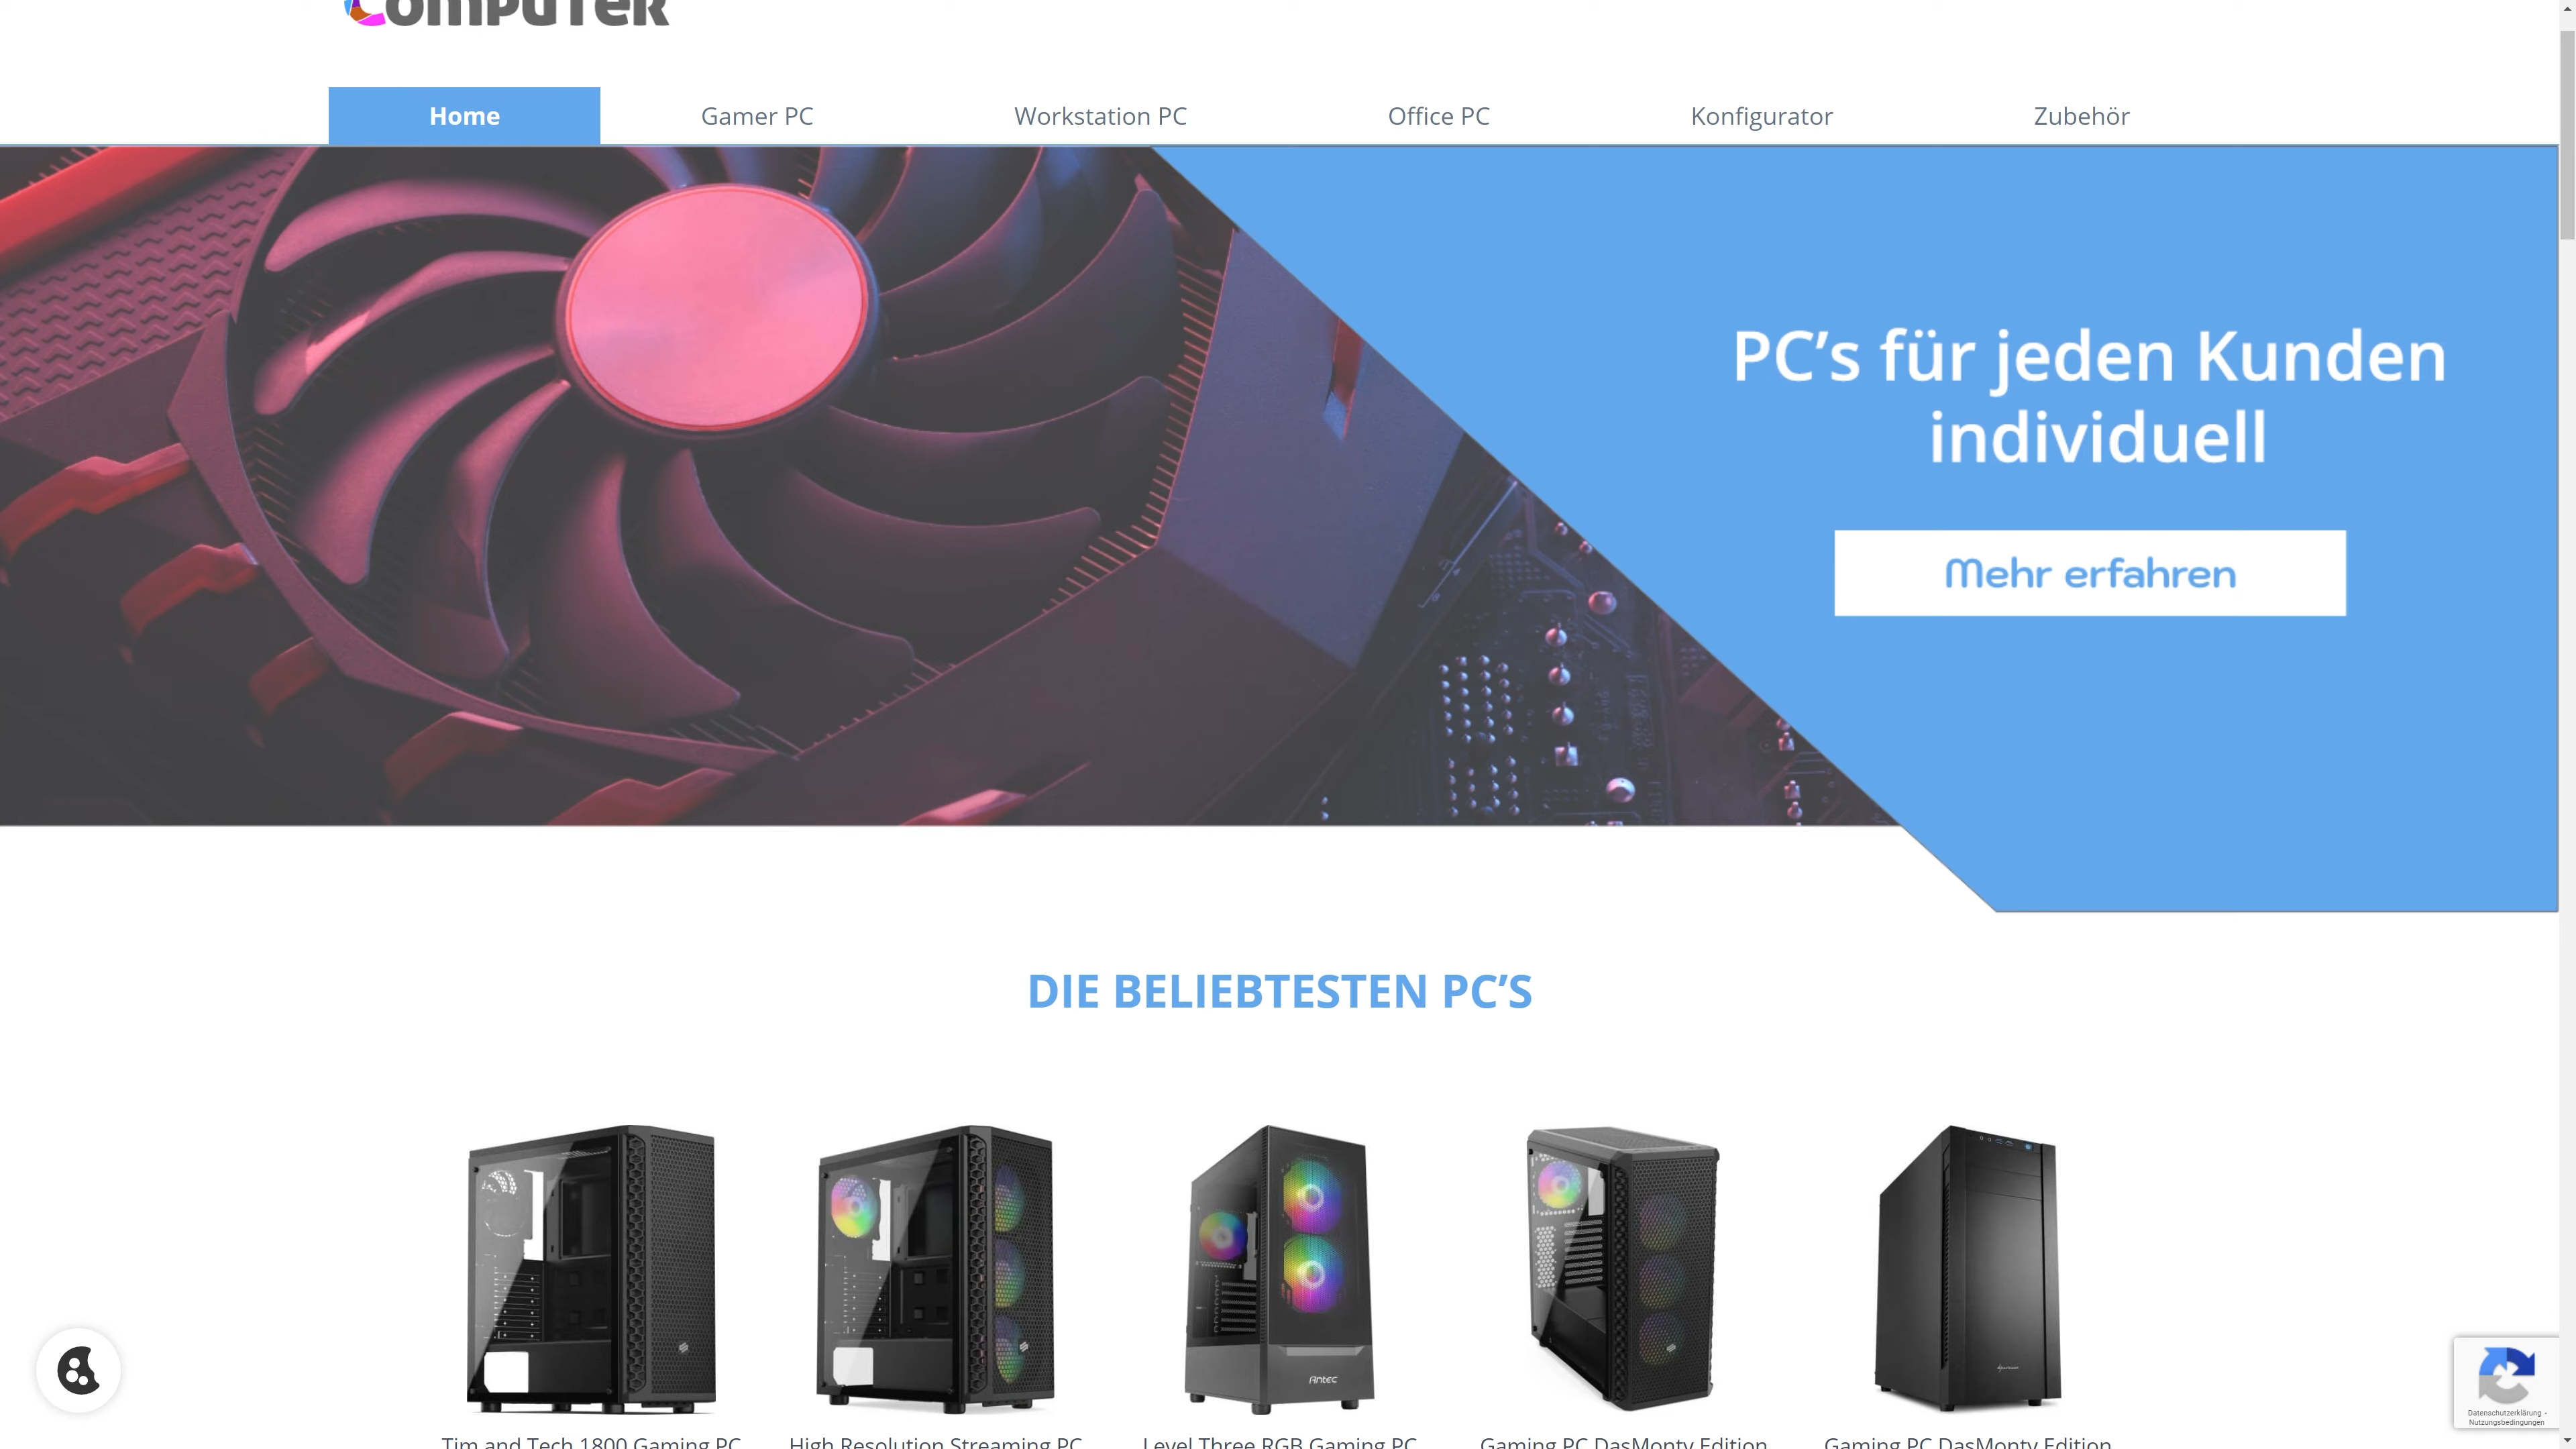 Computer
Home
Gamer PC
Workstation PC
Office PC
Konfigurator
Zubehör
PC’s für jeden Kunden
individuell
Mehr erfahren
DIE BELIEBTESTEN PC’S
Antec
Tim and Tech 1800 Gaming PC
High Resolution Streaming PC
Level Three RGB Gaming PC
Gaming PC DasMonty Edition
Gaming PC DasMonty Edition
Datenschutzerklärung •
Nutzungsbedingungen